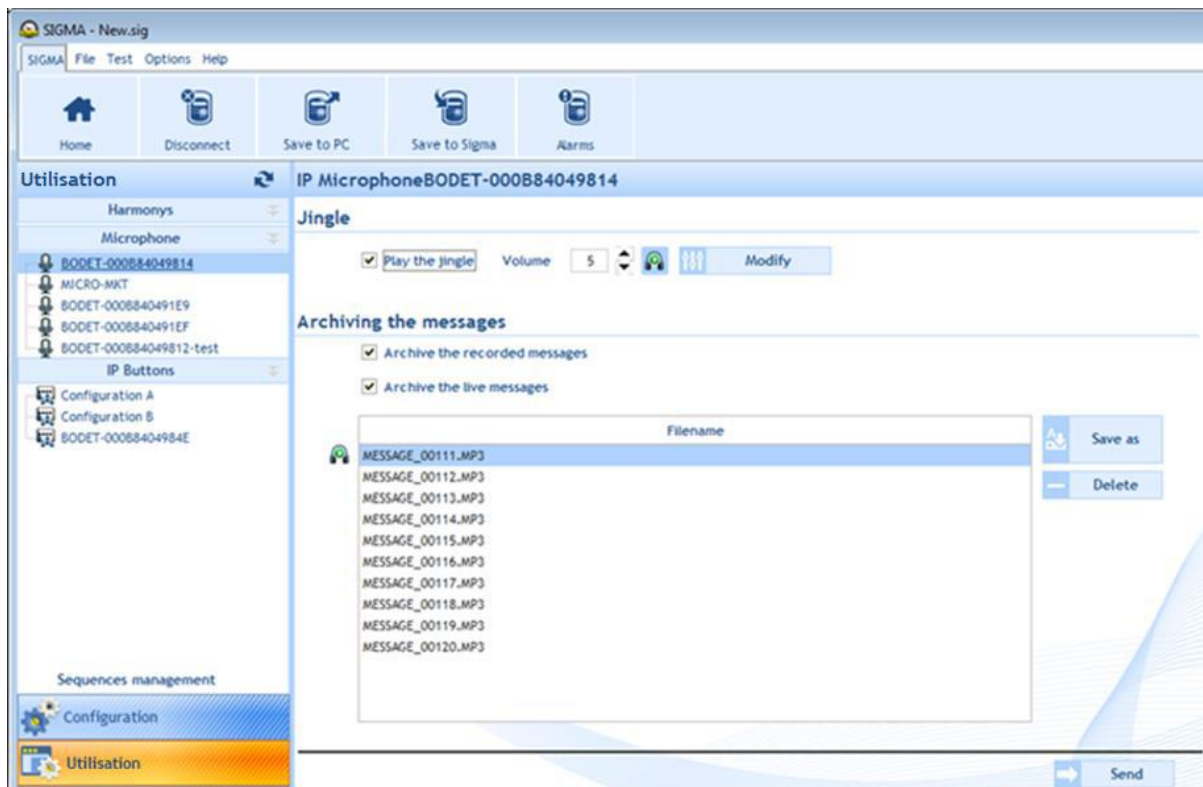 SIGMA - New.sig
SIGMA File Test Options Help
Home Disconnect Save to PC Save to Sigma Alarms
Utilisation
Harmonys
Microphone
BODET-000B84049814
MICRO-MKT
BODET-000B840491E9
BODET-000B840491EF
BODET-000B84049812-test
IP Buttons
Configuration A
Configuration B
BODET-000B8404984E
Sequences management
Configuration
Utilisation
IP MicrophoneBODET-000B84049814
Jingle
Play the jingle Volume 5 Modify
Archiving the messages
Archive the recorded messages
Archive the live messages
Filename
MESSAGE_00111.MP3
MESSAGE_00112.MP3
MESSAGE_00113.MP3
MESSAGE_00114.MP3
MESSAGE_00115.MP3
MESSAGE_00116.MP3
MESSAGE_00117.MP3
MESSAGE_00118.MP3
MESSAGE_00119.MP3
MESSAGE_00120.MP3
Save as
Delete
Send